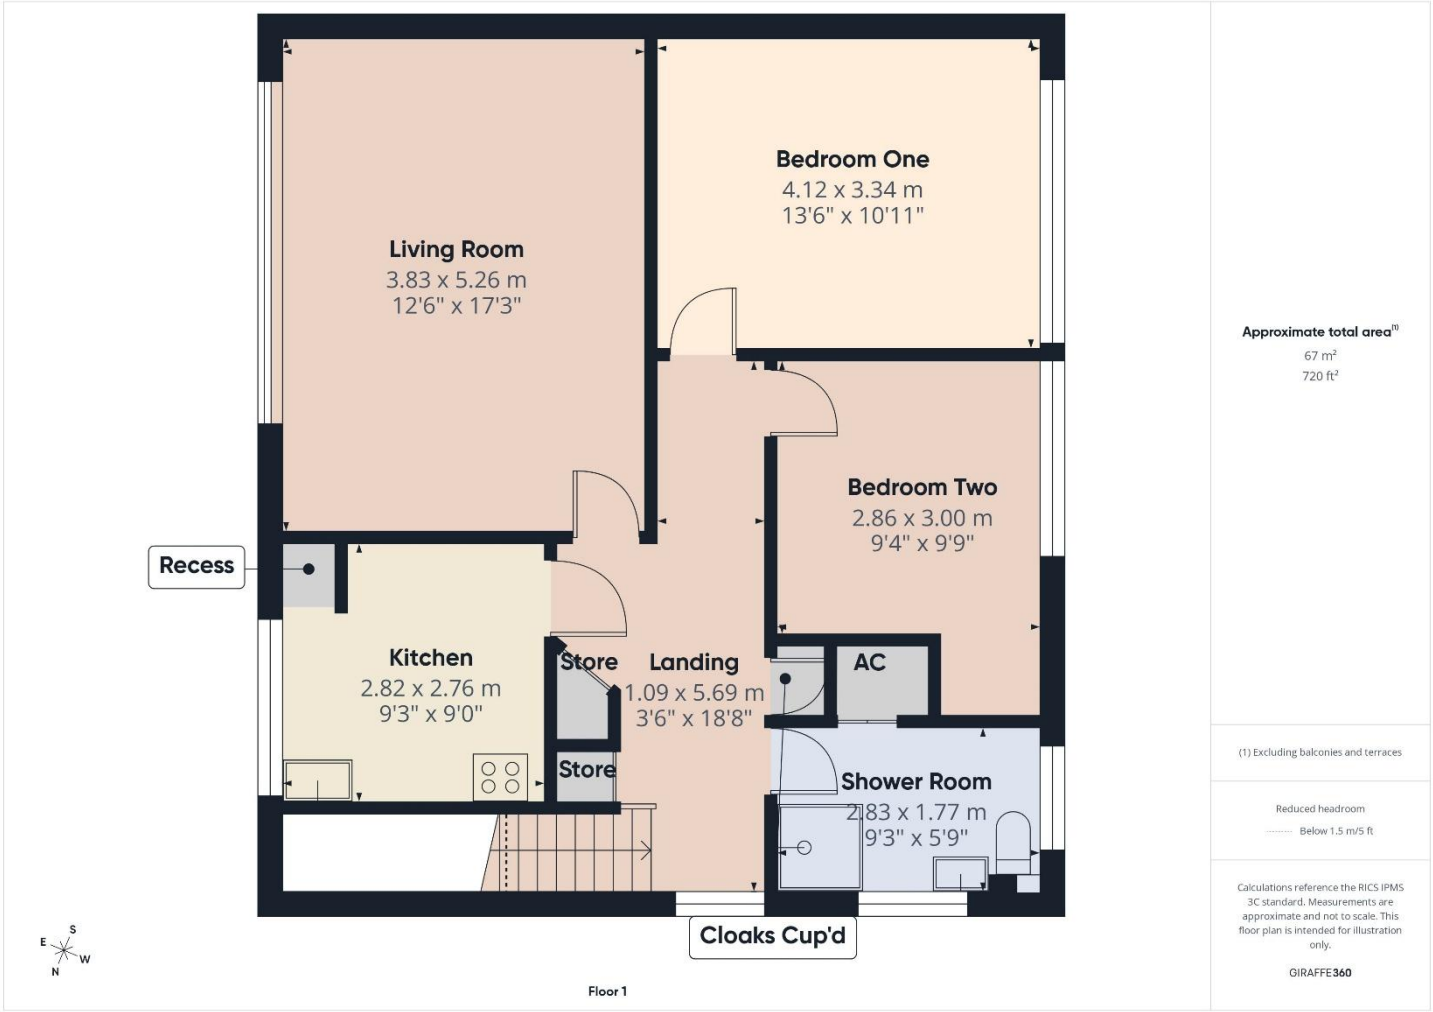 Bedroom One
4.12 x 3.34 m
13'6" x 10'11"
Living Room
3.83 x 5.26 m
12'6" x 17'3"
Bedroom Two
2.86 x 3.00 m
9'4" x 9'9"
Recess
Kitchen
2.82 x 2.76 m
9'3" x 9'0"
Store
Landing
1.09 x 5.69 m
3'6" x 18'8"
AC
Store
Shower Room
2.83 x 1.77 m
9'3" x 5'9"
Cloaks Cup'd
S
E
W
N
Floor 1
Approximate total area(1)
67 m²
720 ft²
(1) Excluding balconies and terraces
Reduced headroom
Below 1.5 m/5 ft
Calculations reference the RICS IPMS
3C standard. Measurements are
approximate and not to scale. This
floor plan is intended for illustration
only.
GIRAFFE360